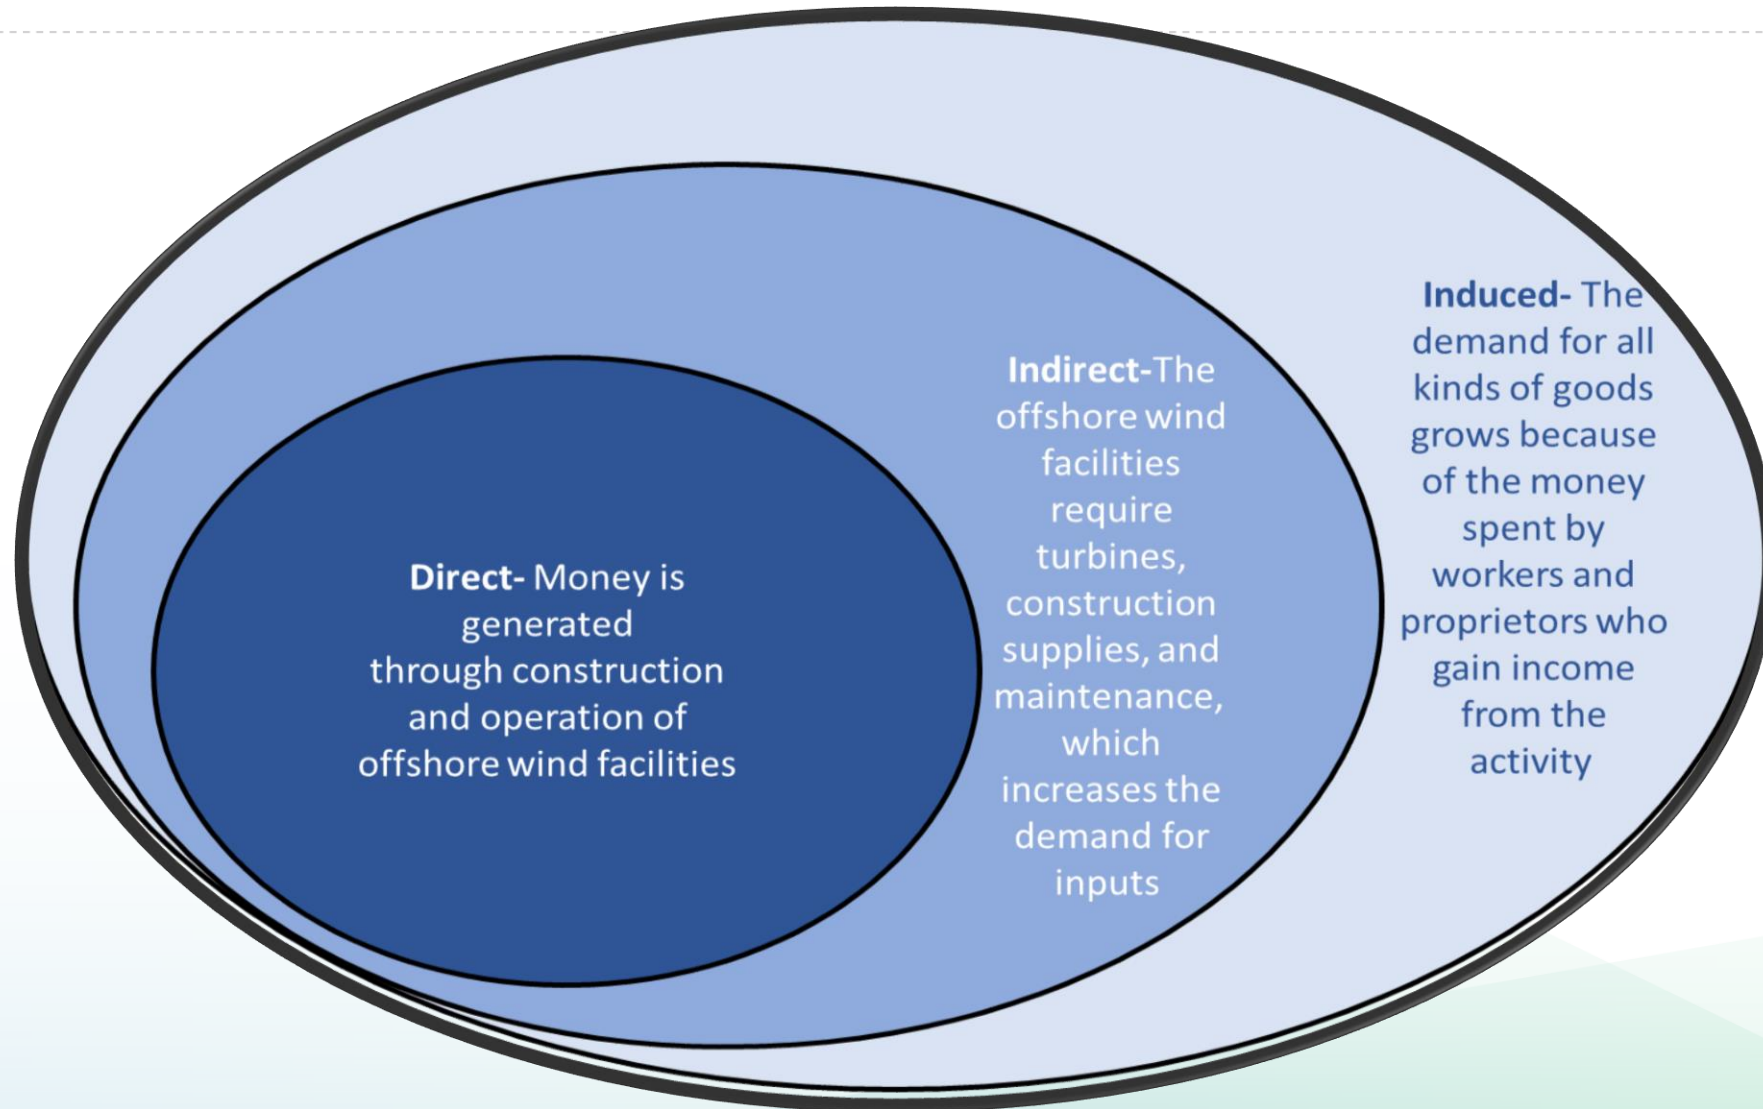 Direct- Money is
generated
through construction
and operation of
offshore wind facilities
Indirect-The
offshore wind
facilities
require
turbines,
construction
supplies, and
maintenance,
which
increases the
demand for
inputs
Induced- The
demand for all
kinds of goods
grows because
of the money
spent by
workers and
proprietors who
gain income
from the
activity